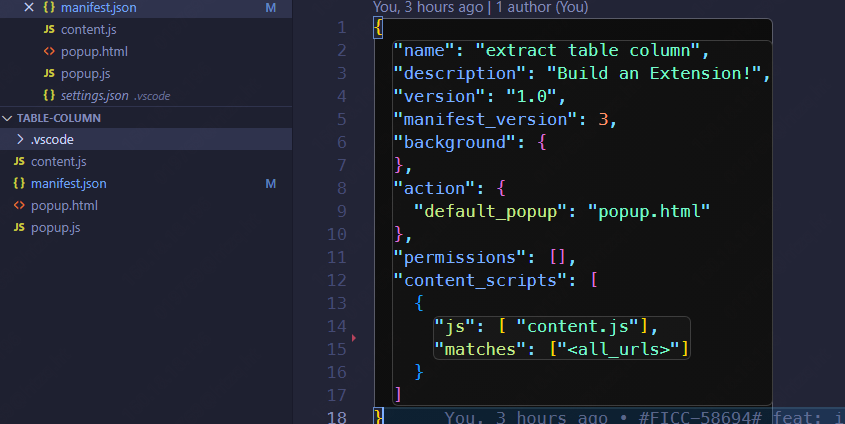 {} manifest.json M
JS content.js
<> popup.html
JS popup.js
{} settings.json .vscode
TABLE-COLUMN
> .vscode
JS content.js
{} manifest.json M
<> popup.html
JS popup.js
You, 3 hours ago | 1 author (You)
1 {
2 "name": "extract table column",
3 "description": "Build an Extension!",
4 "version": "1.0",
5 "manifest_version": 3,
6 "background": {
7 },
8 "action": {
9 "default_popup": "popup.html"
10 },
11 "permissions": [],
12 "content_scripts": [
13 {
14 "js": [ "content.js"],
15 "matches": ["<all_urls>"]
16 }
17 ]
18 } You, 3 hours ago • #FICC-58694# feat: i